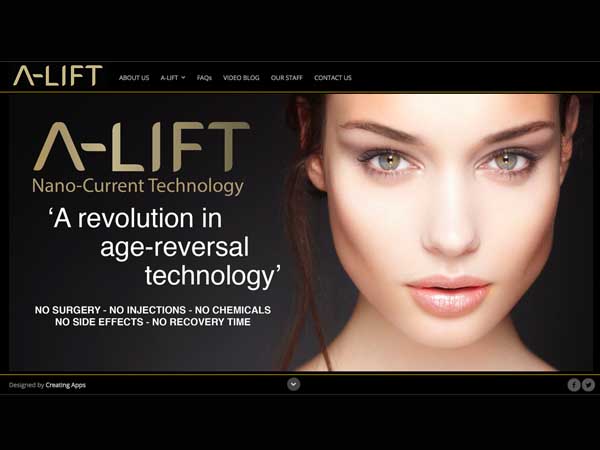 A-LIFT
ABOUT US A-LIFT FAQs VIDEO BLOG OUR STAFF CONTACT US
A-LIFT
Nano-Current Technology
‘A revolution in
age-reversal
technology’
NO SURGERY - NO INJECTIONS - NO CHEMICALS
NO SIDE EFFECTS - NO RECOVERY TIME
Designed by Creating Apps